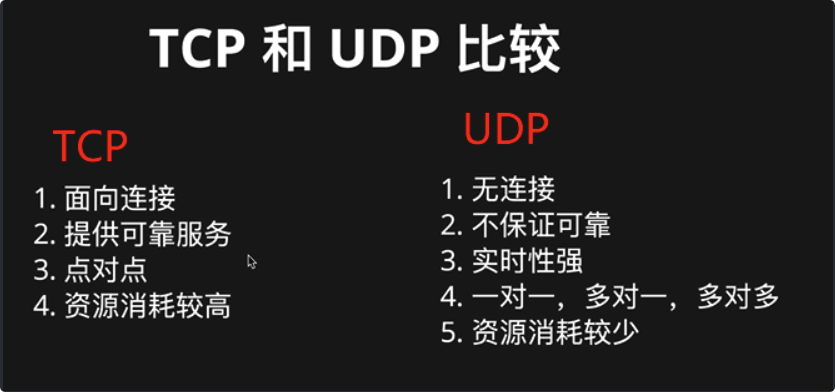 TCP 和 UDP 比较
TCP
1. 面向连接
2. 提供可靠服务
3. 点对点
4. 资源消耗较高
UDP
1. 无连接
2. 不保证可靠
3. 实时性强
4. 一对一，多对一，多对多
5. 资源消耗较少